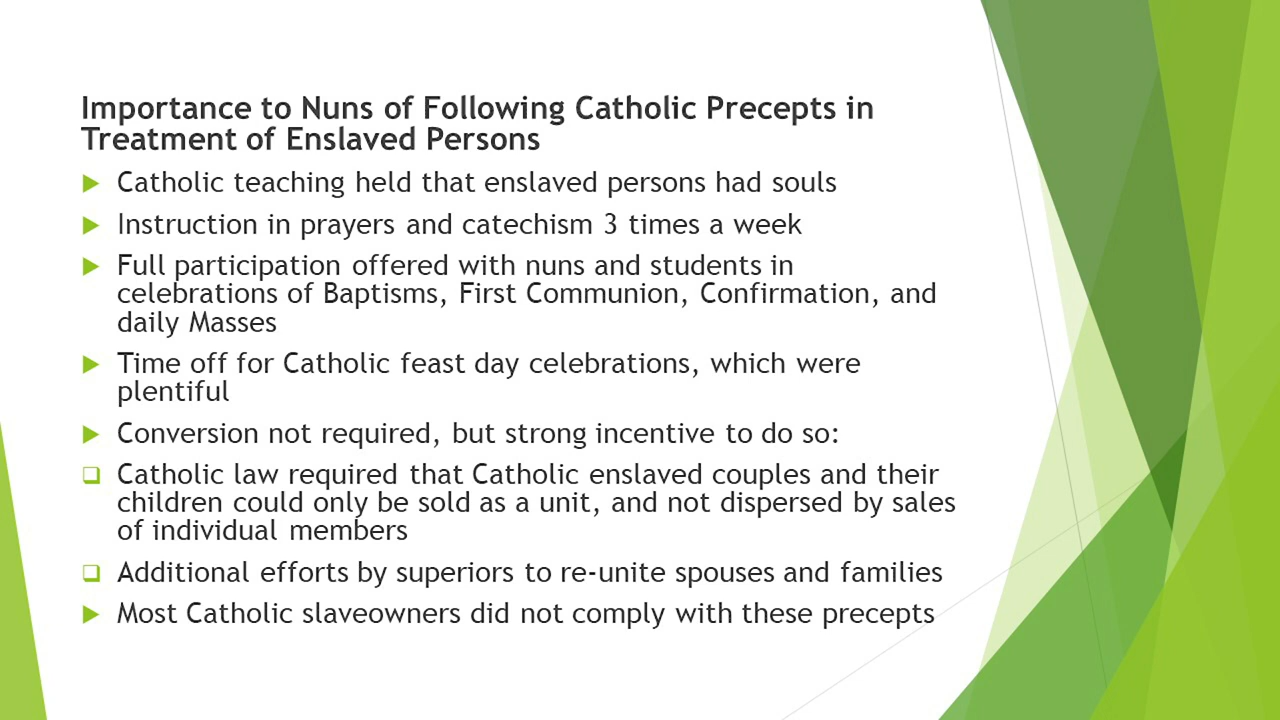 Importance to Nuns of Following Catholic Precepts in
Treatment of Enslaved Persons
Catholic teaching held that enslaved persons had souls
Instruction in prayers and catechism 3 times a week
Full participation offered with nuns and students in
celebrations of Baptisms, First Communion, Confirmation, and
daily Masses
Time off for Catholic feast day celebrations, which were
plentiful
Conversion not required, but strong incentive to do so:
Catholic law required that Catholic enslaved couples and their
children could only be sold as a unit, and not dispersed by sales
of individual members
Additional efforts by superiors to re-unite spouses and families
Most Catholic slaveowners did not comply with these precepts